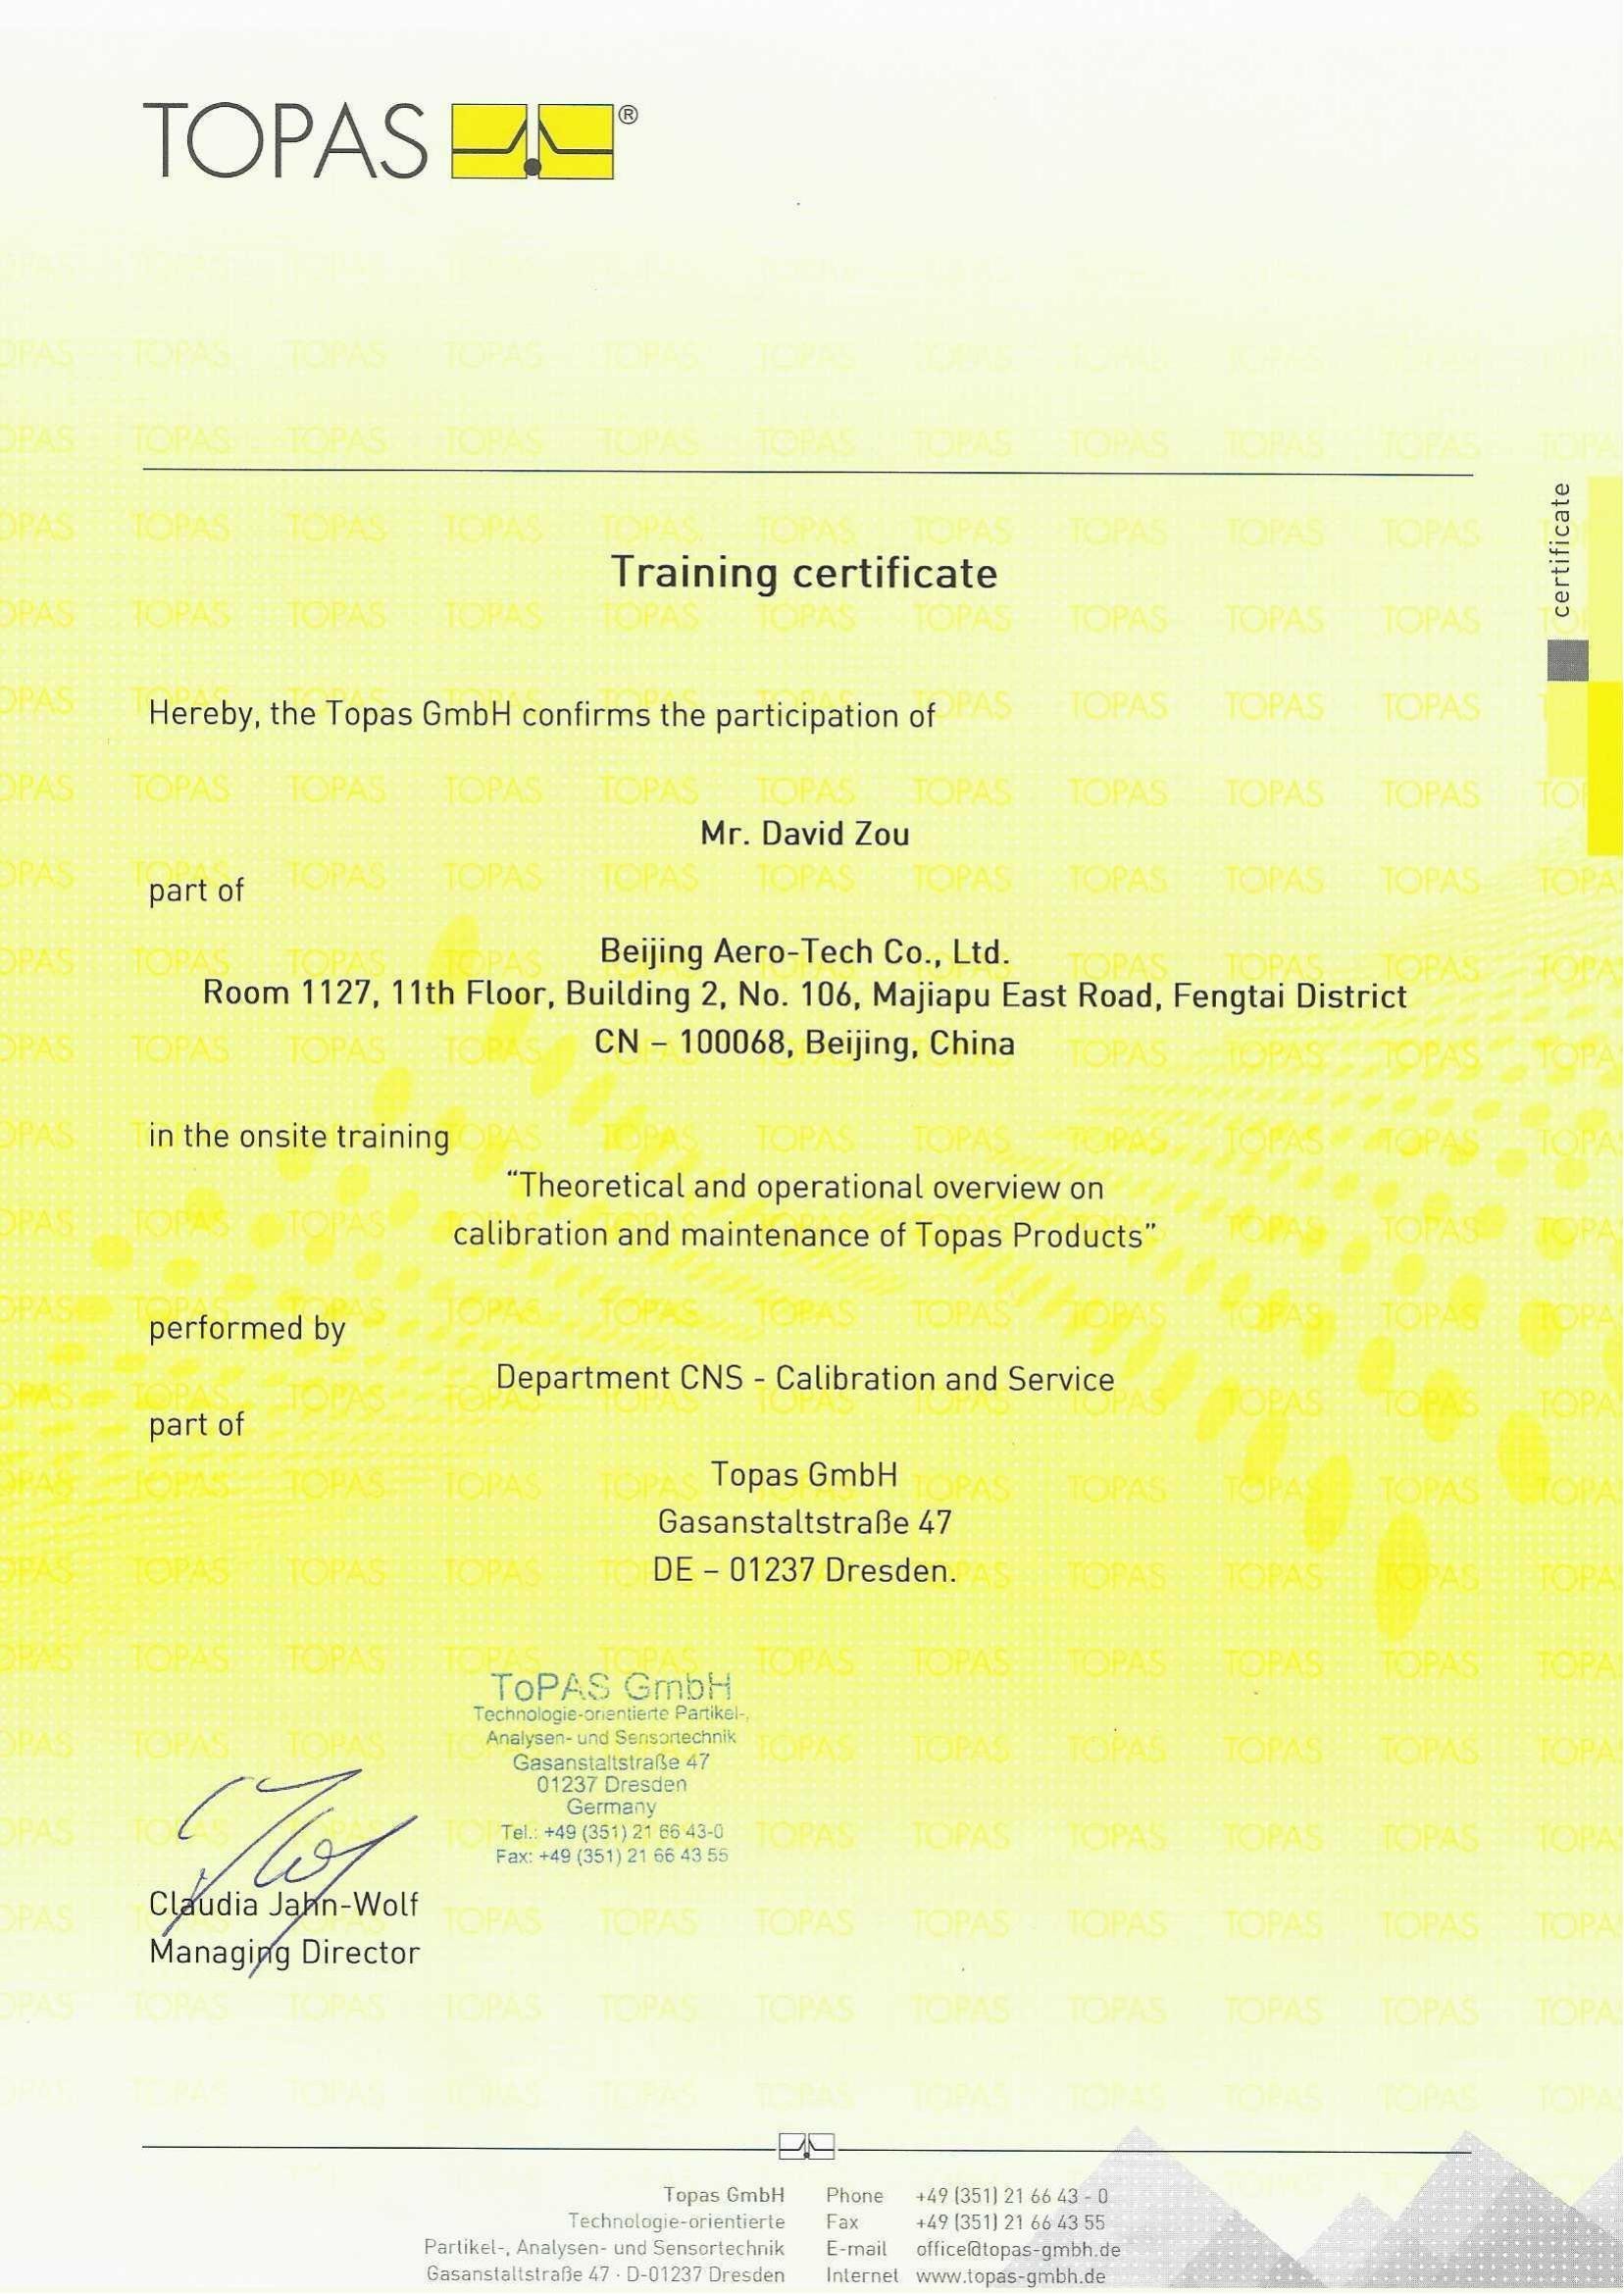 TOPAS ®
certificate
Training certificate
Hereby, the Topas GmbH confirms the participation of
Mr. David Zou
part of
Beijing Aero-Tech Co., Ltd.
Room 1127, 11th Floor, Building 2, No. 106, Majiapu East Road, Fengtai District
CN – 100068, Beijing, China
in the onsite training
“Theoretical and operational overview on
calibration and maintenance of Topas Products”
performed by
Department CNS - Calibration and Service
part of
Topas GmbH
Gasanstaltstraße 47
DE – 01237 Dresden.
ToPAS GmbH
Technologie-orientierte Partikel-,
Analysen- und Sensortechnik
Gasanstaltstraße 47
01237 Dresden
Germany
Tel.: +49 (351) 21 66 43-0
Fax: +49 (351) 21 66 43 55
Claudia Jahn-Wolf
Managing Director
Topas GmbH
Technologie-orientierte
Partikel-, Analysen- und Sensortechnik
Gasanstaltstraße 47 · D-01237 Dresden
Phone +49 (351) 21 66 43 - 0
Fax +49 (351) 21 66 43 55
E-mail office@topas-gmbh.de
Internet www.topas-gmbh.de